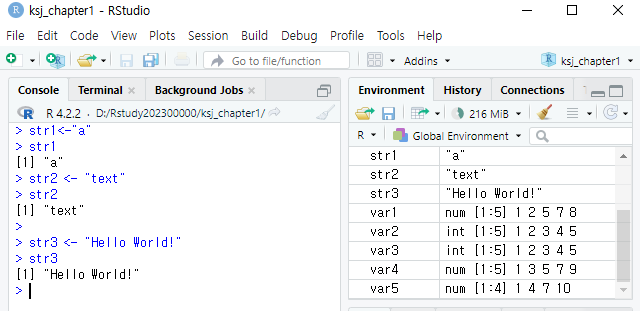 ksj_chapter1 - RStudio
File Edit Code View Plots Session Build Debug Profile Tools Help
Go to file/function Addins ksj_chapter1
Console Terminal Background Jobs
R 4.2.2 · D:/Rstudy202300000/ksj_chapter1/
> str1<-"a"
> str1
[1] "a"
> str2 <- "text"
> str2
[1] "text"
>
> str3 <- "Hello World!"
> str3
[1] "Hello World!"
>
Environment History Connections
216 MiB
R Global Environment
str1 "a"
str2 "text"
str3 "Hello World!"
var1 num [1:5] 1 2 5 7 8
var2 int [1:5] 1 2 3 4 5
var3 int [1:5] 1 2 3 4 5
var4 num [1:5] 1 3 5 7 9
var5 num [1:4] 1 4 7 10